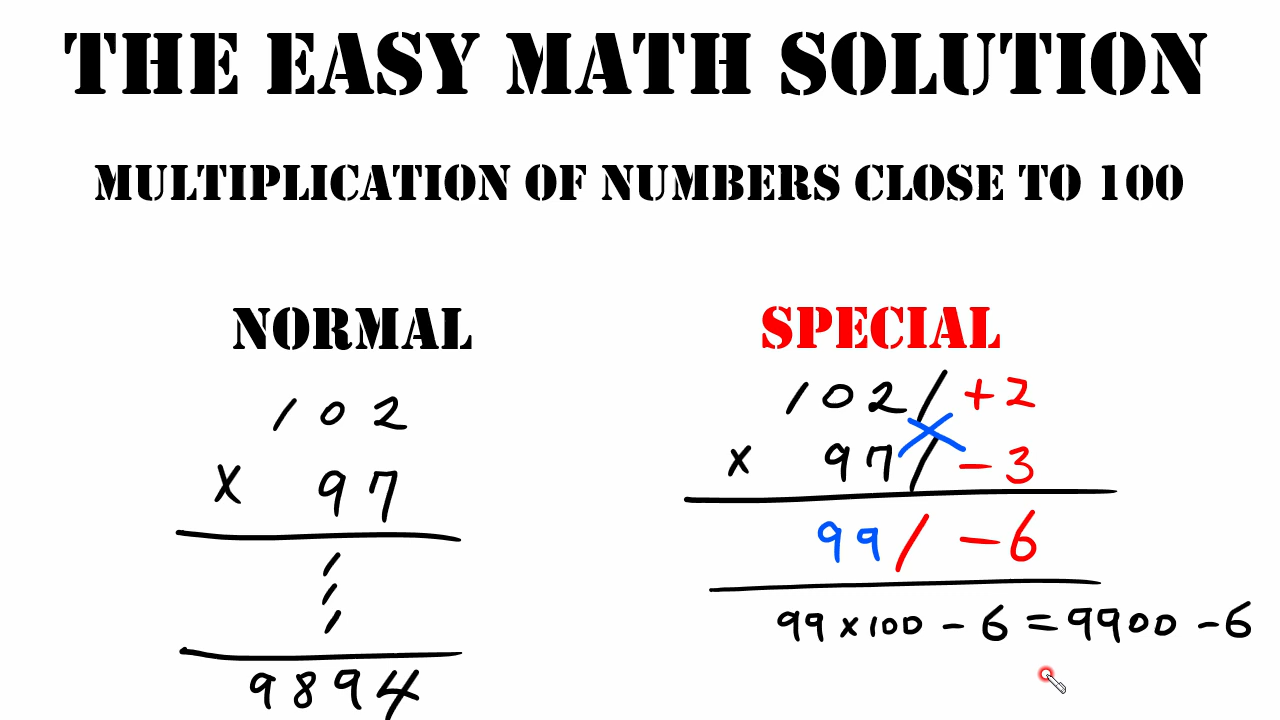 THE EASY MATH SOLUTION
MULTIPLICATION OF NUMBERS CLOSE TO 100
NORMAL
102
X 97
9894
SPECIAL
102/ +2
x 97/ -3
99/ -6
99 x 100 - 6 = 9900 - 6